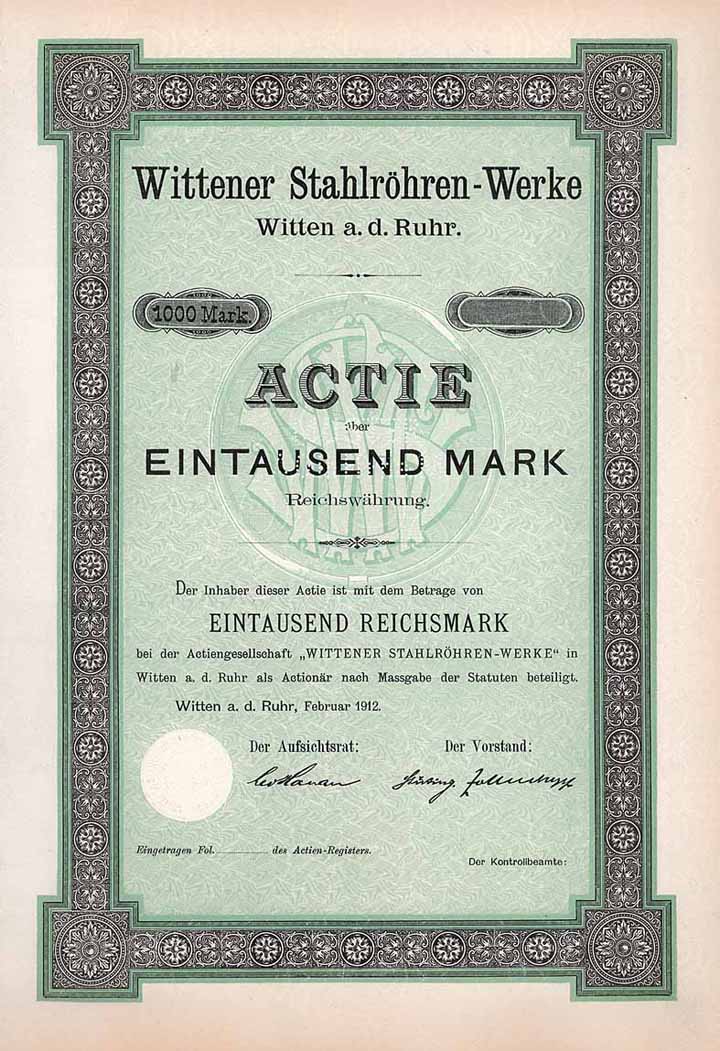 Wittener Stahlröhren-Werke
Witten a. d. Ruhr.
1000 Mark.
ACTIE
über
EINTAUSEND MARK
Reichswährung.
Der Inhaber dieser Actie ist mit dem Betrage von
EINTAUSEND REICHSMARK
bei der Actiengesellschaft „WITTENER STAHLRÖHREN-WERKE" in
Witten a. d. Ruhr als Actionär nach Massgabe der Statuten beteiligt.
Witten a. d. Ruhr, Februar 1912.
Der Aufsichtsrat: Der Vorstand:
Eingetragen Fol. des Actien-Registers.
Der Kontrollbeamte: